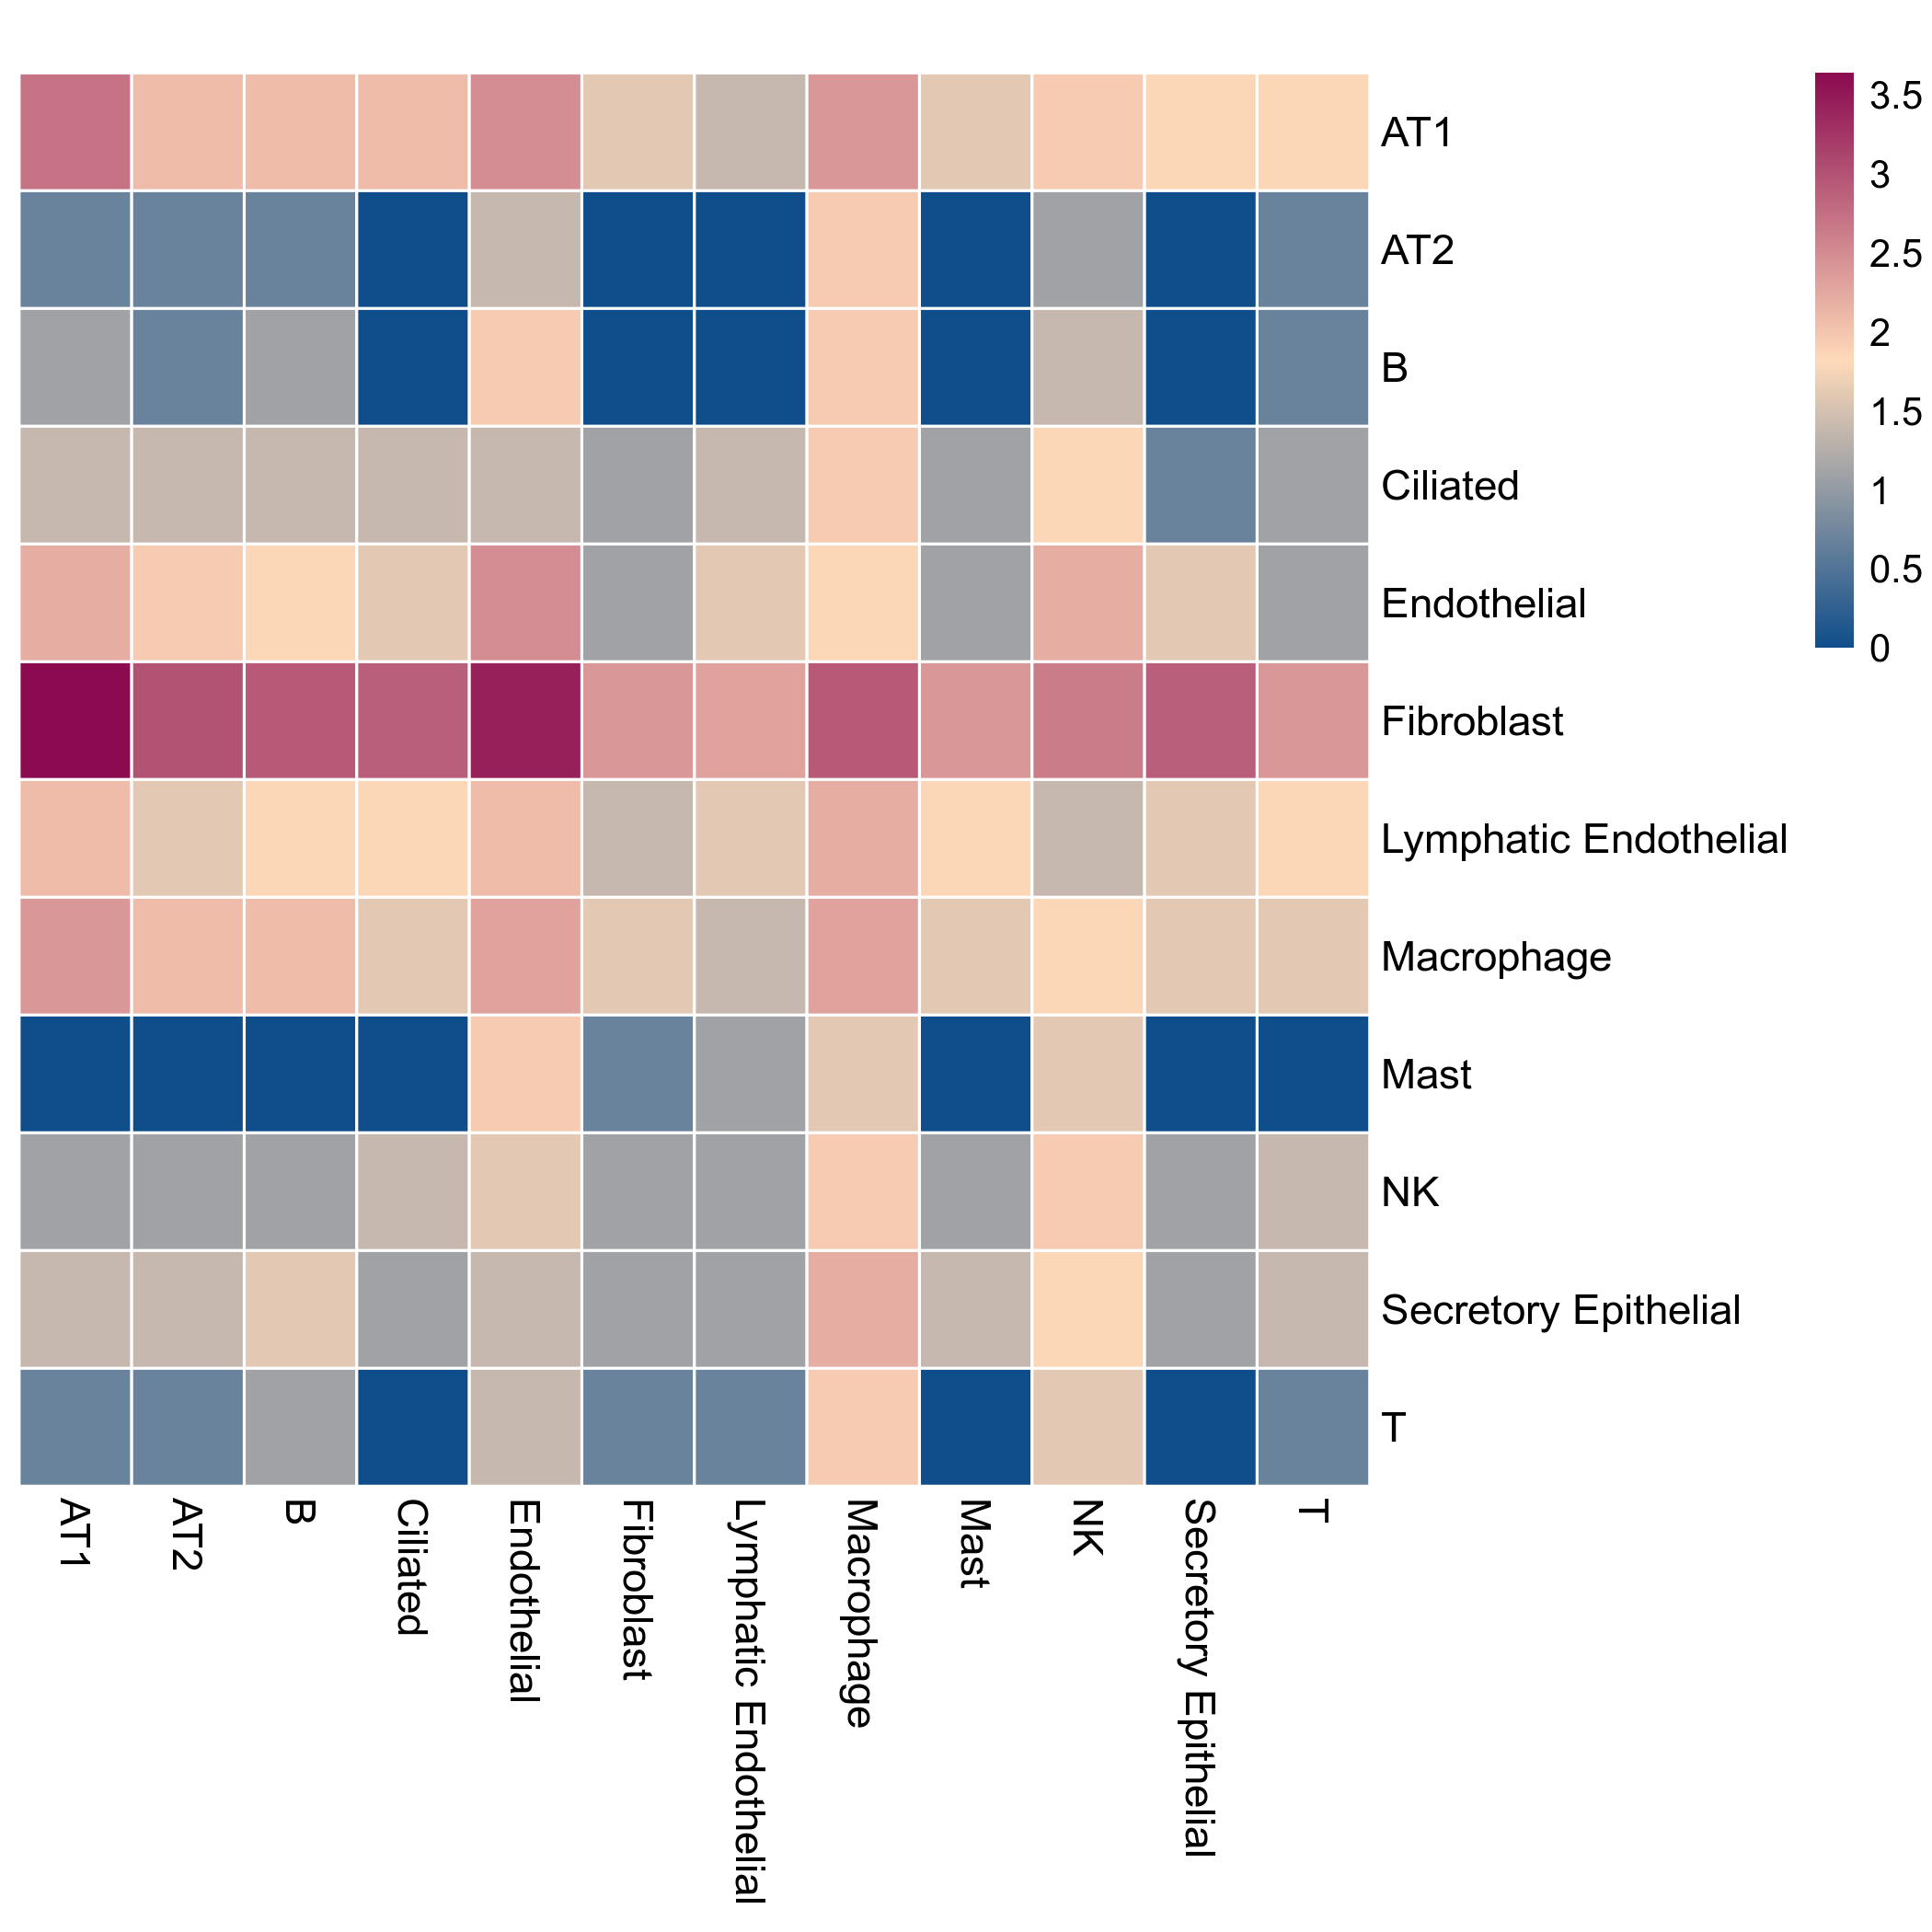 3.5
3
2.5
2
1.5
1
0.5
0
AT1
AT2
B
Ciliated
Endothelial
Fibroblast
Lymphatic Endothelial
Macrophage
Mast
NK
Secretory Epithelial
T
AT1
AT2
B
Ciliated
Endothelial
Fibroblast
Lymphatic Endothelial
Macrophage
Mast
NK
Secretory Epithelial
T